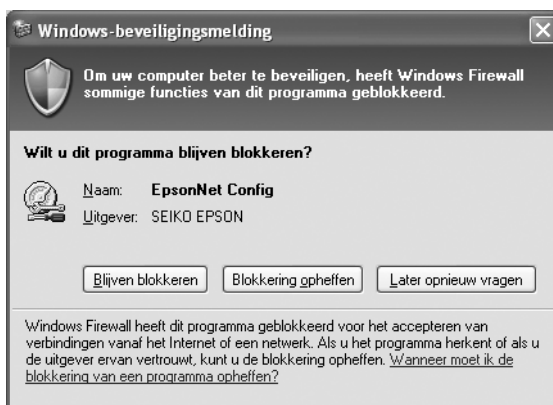 Windows-beveiligingsmelding
Om uw computer beter te beveiligen, heeft Windows Firewall
sommige functies van dit programma geblokkeerd.
Wilt u dit programma blijven blokkeren?
Naam: EpsonNet Config
Uitgever: SEIKO EPSON
Blijven blokkeren Blokkering opheffen Later opnieuw vragen
Windows Firewall heeft dit programma geblokkeerd voor het accepteren van
verbindingen vanaf het Internet of een netwerk. Als u het programma herkent of als u
de uitgever ervan vertrouwt, kunt u de blokkering opheffen. Wanneer moet ik de
blokkering van een programma opheffen?